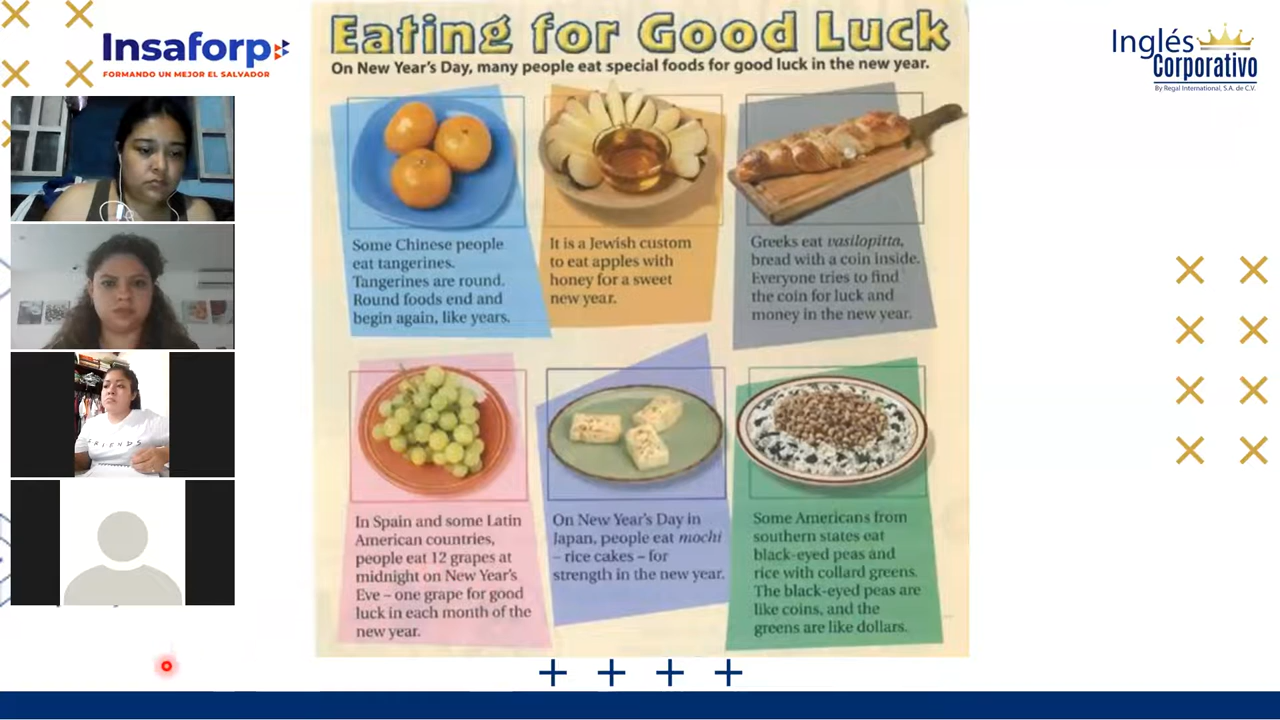 Insaforp
FORMANDO UN MEJOR EL SALVADOR
Inglés
Corporativo
By Regal International, S.A. de C.V.
Eating for Good Luck
On New Year's Day, many people eat special foods for good luck in the new year.
Some Chinese people
eat tangerines.
Tangerines are round.
Round foods end and
begin again, like years.
It is a Jewish custom
to eat apples with
honey for a sweet
new year.
Greeks eat vasilopitta,
bread with a coin inside.
Everyone tries to find
the coin for luck and
money in the new year.
In Spain and some Latin
American countries,
people eat 12 grapes at
midnight on New Year's
Eve – one grape for good
luck in each month of the
new year.
On New Year's Day in
Japan, people eat mochi
– rice cakes – for
strength in the new year.
Some Americans from
southern states eat
black-eyed peas and
rice with collard greens.
The black-eyed peas are
like coins, and the
greens are like dollars.
FRIENDS